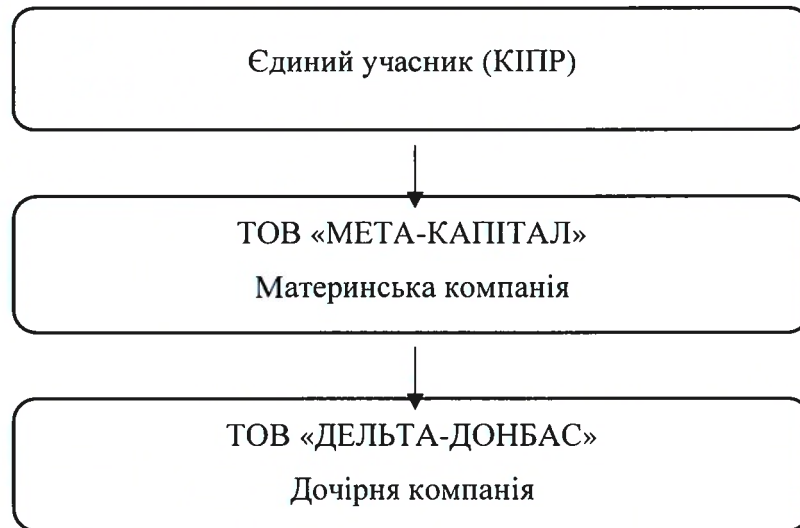 Єдиний учасник (КІПР)
ТОВ «МЕТА-КАПІТАЛ»
Материнська компанія
ТОВ «ДЕЛЬТА-ДОНБАС»
Дочірня компанія